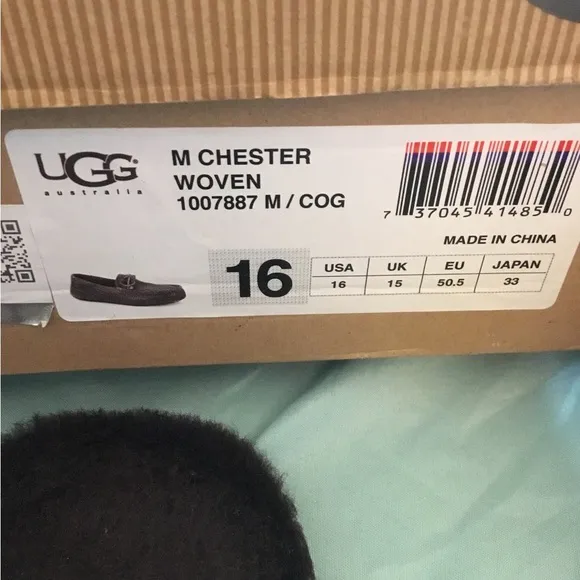 UGG®
australia
M CHESTER
WOVEN
1007887 M / COG
7 37045 41485 0
MADE IN CHINA
16
USA UK EU JAPAN
16 15 50.5 33